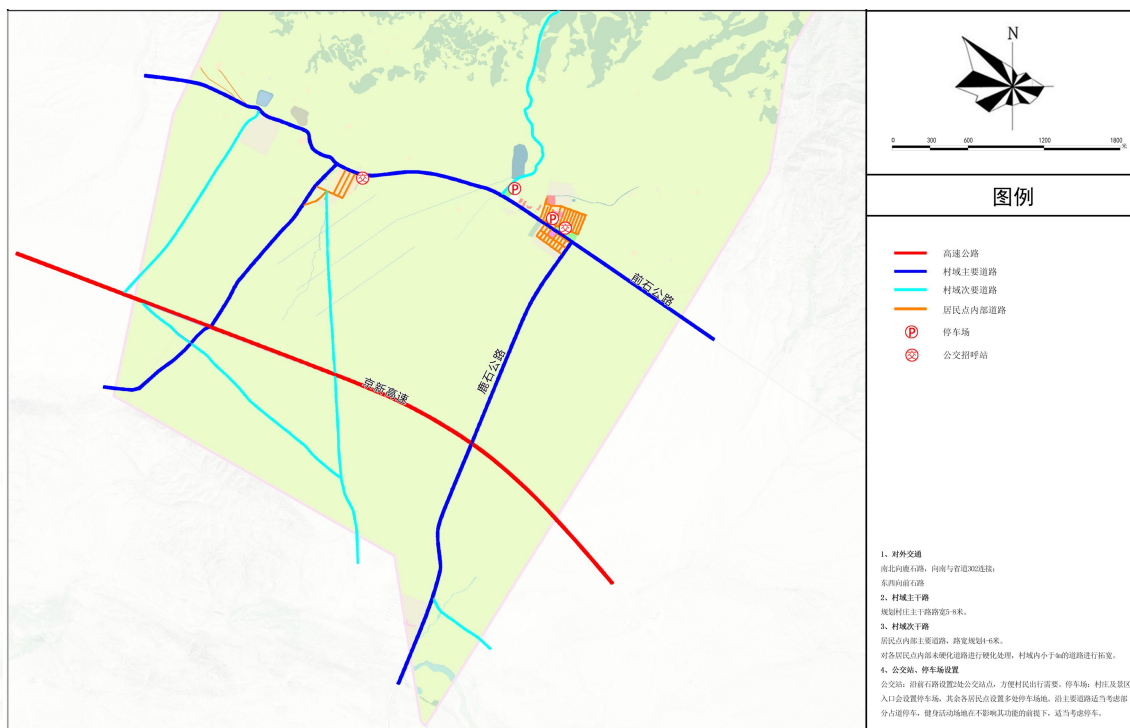 N
0 300 600 1200 1800
米
图例
高速公路
村域主要道路
村域次要道路
居民点内部道路
P 停车场
交 公交招呼站
交
P
P
交
前石公路
鹿石公路
京新高速
1、对外交通
南北向鹿石路，向南与省道302连接；
东西向前石路
2、村域主干路
规划村庄主干路路宽5-8米。
3、村域次干路
居民点内部主要道路，路宽规划4-6米。
对各居民点内部未硬化道路进行硬化处理，村域内小于4m的道路进行拓宽。
4、公交站、停车场设置
公交站：沿前石路设置2处公交站点，方便村民出行需要。停车场：村庄及景区
入口会设置停车场，其余各居民点设置多处停车场地。沿主要道路适当考虑部
分占道停车，健身活动场地在不影响其功能的前提下，适当考虑停车。